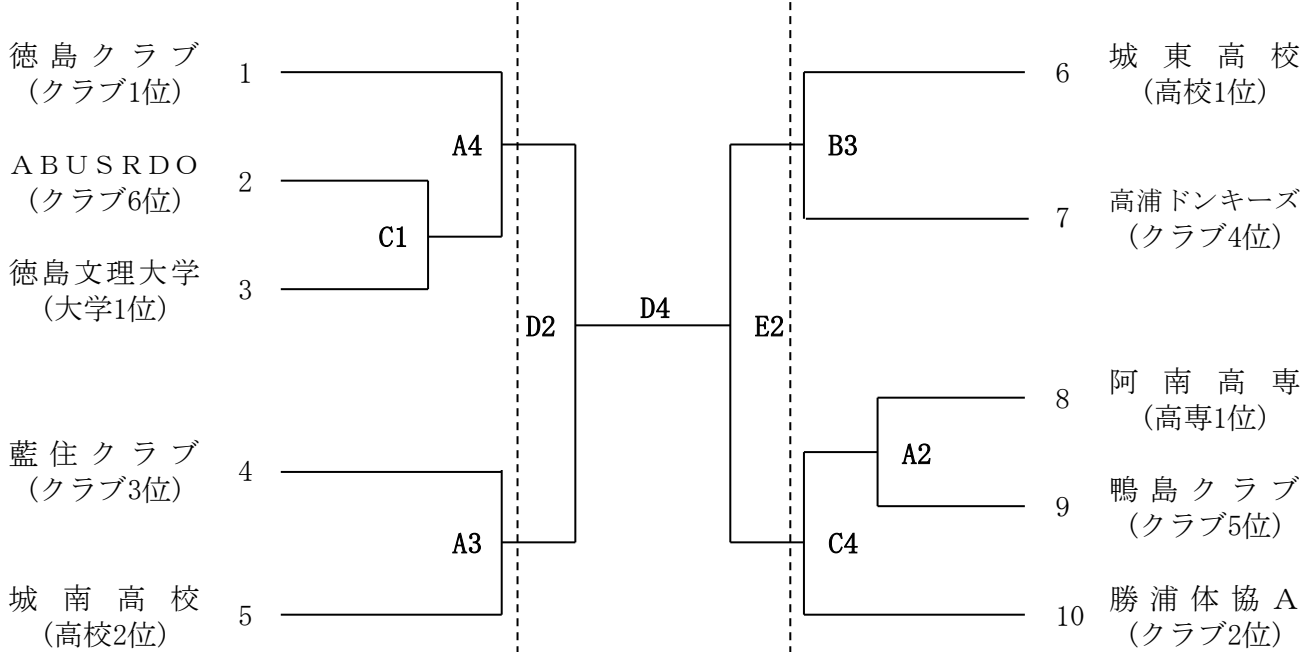 徳島クラブ 1
(クラブ1位)
ABUSRDO 2
(クラブ6位)
徳島文理大学 3
(大学1位)
藍住クラブ 4
(クラブ3位)
城南高校 5
(高校2位)
A4
C1
A3
D2
D4
E2
B3
A2
C4
6 城東高校
(高校1位)
7 高浦ドンキーズ
(クラブ4位)
8 阿南高専
(高専1位)
9 鴨島クラブ
(クラブ5位)
10 勝浦体協A
(クラブ2位)